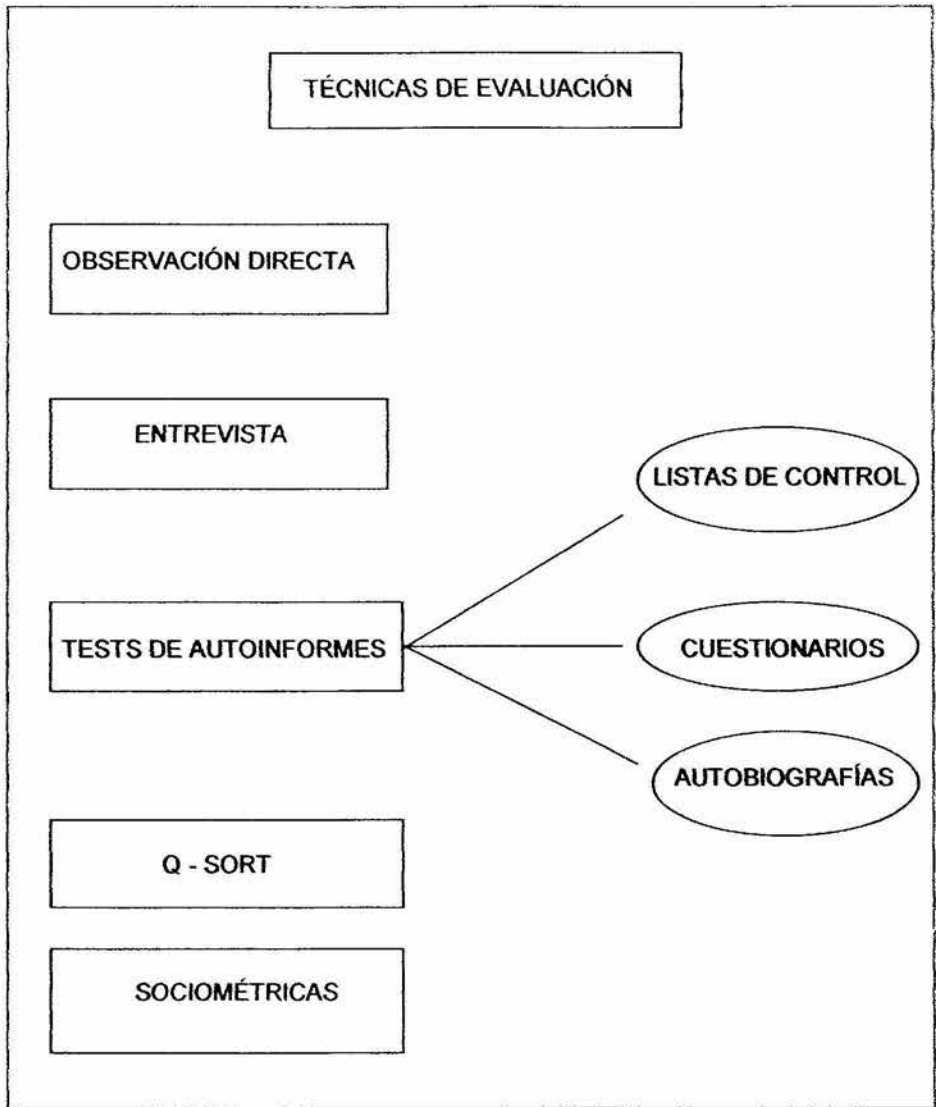 TÉCNICAS DE EVALUACIÓN
OBSERVACIÓN DIRECTA
ENTREVISTA
LISTAS DE CONTROL
TESTS DE AUTOINFORMES
CUESTIONARIOS
AUTOBIOGRAFÍAS
Q - SORT
SOCIOMÉTRICAS